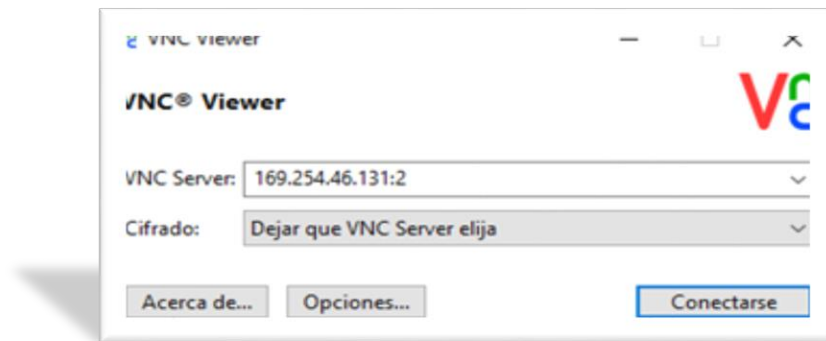 VNC Viewer
VNC® Viewer
VNC
VNC Server: 169.254.46.131:2
Cifrado: Dejar que VNC Server elija
Acerca de... Opciones... Conectarse